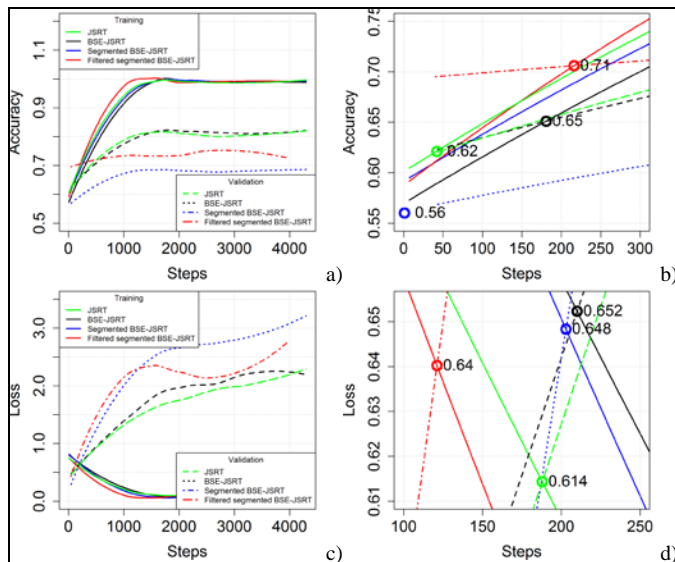 Training
JSRT
BSE-JSRT
Segmented BSE-JSRT
Filtered segmented BSE-JSRT
Validation
JSRT
BSE-JSRT
Segmented BSE-JSRT
Filtered segmented BSE-JSRT
Accuracy
0.5 0.7 0.9 1.1
0 1000 2000 3000 4000
Steps
a)
Accuracy
0.55 0.60 0.65 0.70 0.75
0.71
0.65
0.62
0.56
0 50 100 150 200 250 300
Steps
b)
Training
JSRT
BSE-JSRT
Segmented BSE-JSRT
Filtered segmented BSE-JSRT
Validation
JSRT
BSE-JSRT
Segmented BSE-JSRT
Filtered segmented BSE-JSRT
Loss
0.0 1.0 2.0 3.0
0 1000 2000 3000 4000
Steps
c)
Loss
0.61 0.62 0.63 0.64 0.65
0.652
0.648
0.64
0.614
100 150 200 250
Steps
d)